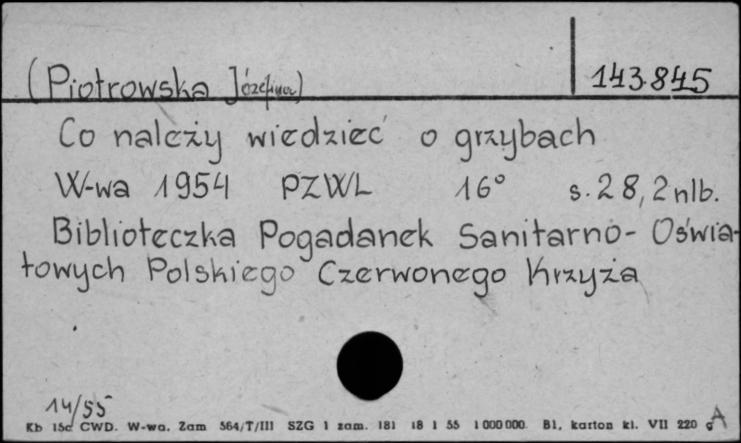 (Piotrowska Józefina) 143.845
Co należy wiedzieć o grzybach
W-wa 1954 PZWL 16° s. 28, 2 nlb.
Biblioteczka Pogadanek Sanitarno-Oświa-
towych Polskiego Czerwonego Krzyża
14/55
Kb 15c CWD. W-wa. Zam 564/T/III SZG 1 zam. 181 18 1 55 1 000 000. Bl. karton kl. VII 220 g A